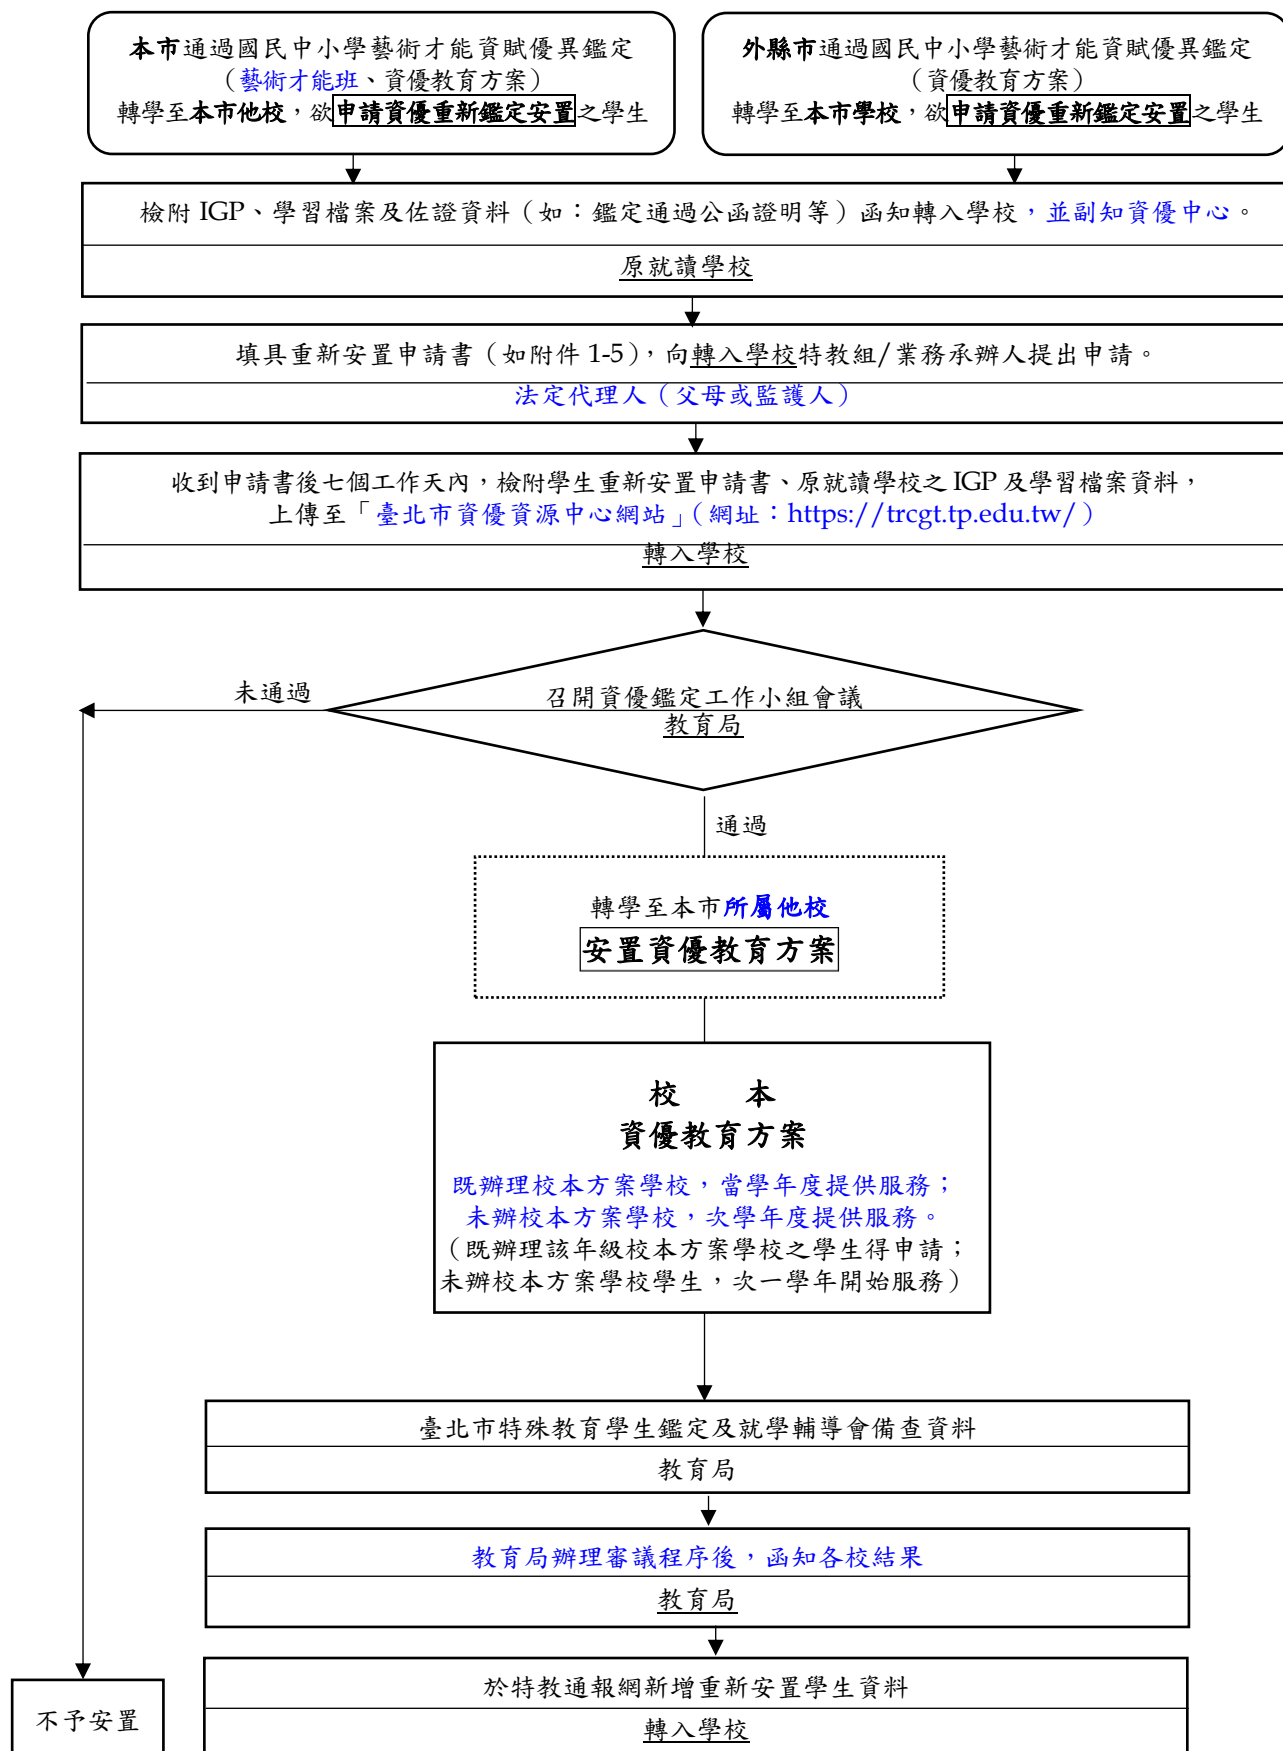 本市通過國民中小學藝術才能資賦優異鑑定
（藝術才能班、資優教育方案）
轉學至本市他校，欲申請資優重新鑑定安置之學生
外縣市通過國民中小學藝術才能資賦優異鑑定
（資優教育方案）
轉學至本市學校，欲申請資優重新鑑定安置之學生
檢附 IGP、學習檔案及佐證資料（如：鑑定通過公函證明等）函知轉入學校，並副知資優中心。
原就讀學校
填具重新安置申請書（如附件 1-5），向轉入學校特教組/業務承辦人提出申請。
法定代理人（父母或監護人）
收到申請書後七個工作天內，檢附學生重新安置申請書、原就讀學校之 IGP 及學習檔案資料，
上傳至「臺北市資優資源中心網站」（網址：https://trcgt.tp.edu.tw/）
轉入學校
未通過
召開資優鑑定工作小組會議
教育局
通過
轉學至本市所屬他校
安置資優教育方案
校 本
資優教育方案
既辦理校本方案學校，當學年度提供服務；
未辦校本方案學校，次學年度提供服務。
（既辦理該年級校本方案學校之學生得申請；
未辦校本方案學校學生，次一學年開始服務）
臺北市特殊教育學生鑑定及就學輔導會備查資料
教育局
教育局辦理審議程序後，函知各校結果
教育局
於特教通報網新增重新安置學生資料
轉入學校
不予安置